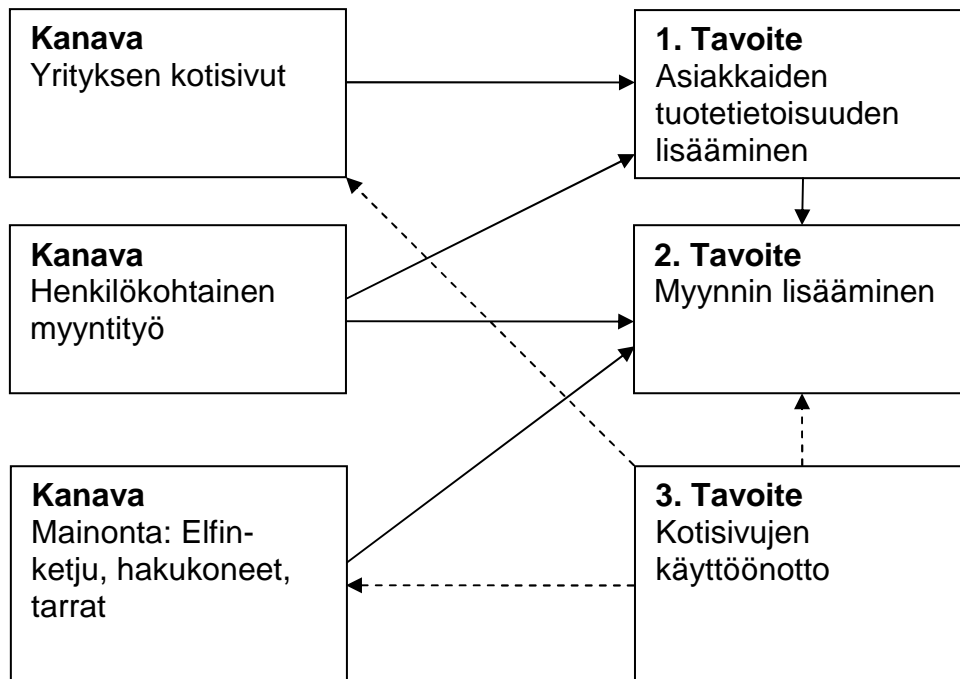 Kanava
Yrityksen kotisivut
1. Tavoite
Asiakkaiden
tuotetietoisuuden
lisääminen
Kanava
Henkilökohtainen
myyntityö
2. Tavoite
Myynnin lisääminen
Kanava
Mainonta: Elfin-
ketju, hakukoneet,
tarrat
3. Tavoite
Kotisivujen
käyttöönotto